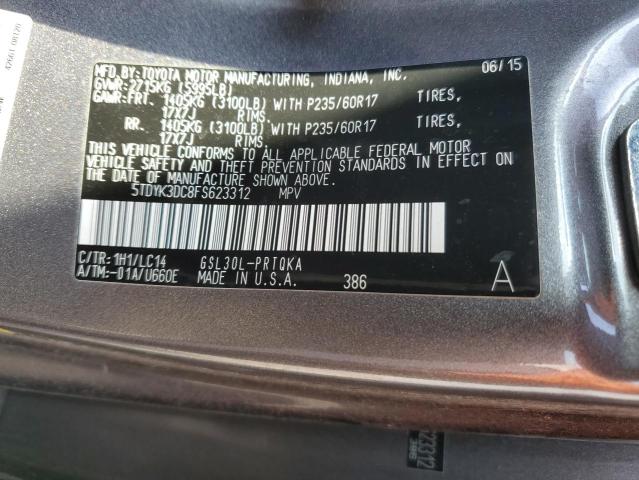 42661 08120
MFD.BY:TOYOTA MOTOR MANUFACTURING, INDIANA, INC. 06/15
GVWR:2715KG (5995LB)
GAWR:FRT. 1405KG (3100LB) WITH P235/60R17 TIRES,
17X7J RIMS.
RR. 1405KG (3100LB) WITH P235/60R17 TIRES,
17X7J RIMS.
THIS VEHICLE CONFORMS TO ALL APPLICABLE FEDERAL MOTOR
VEHICLE SAFETY AND THEFT PREVENTION STANDARDS IN EFFECT ON
THE DATE OF MANUFACTURE SHOWN ABOVE.
5TDYK3DC8FS623312 MPV
C/TR:1H1/LC14 GSL30L-PRTQKA
A/TM:-01A/U660E MADE IN U.S.A. 386 A
23312